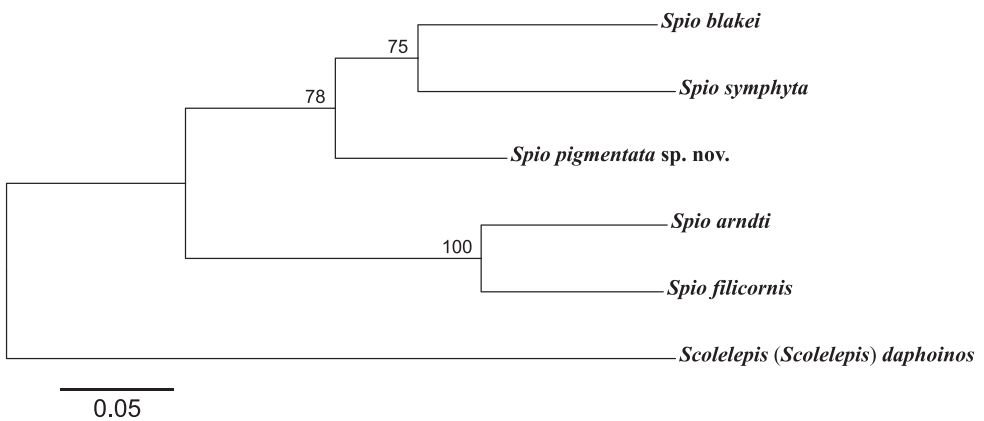 Spio blakei
75
Spio symphyta
78
Spio pigmentata sp. nov.
Spio arndti
100
Spio filicornis
Scolelepis (Scolelepis) daphoinos
0.05